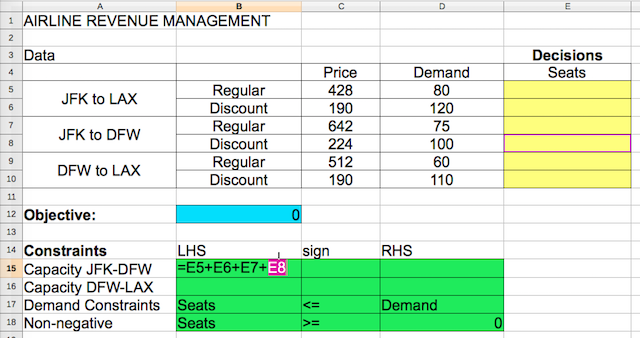 A B C D E
1 AIRLINE REVENUE MANAGEMENT
2
3 Data Decisions
4 Price Demand Seats
5 JFK to LAX Regular 428 80
6 Discount 190 120
7 JFK to DFW Regular 642 75
8 Discount 224 100
9 DFW to LAX Regular 512 60
10 Discount 190 110
11
12 Objective: 0
13
14 Constraints LHS sign RHS
15 Capacity JFK-DFW =E5+E6+E7+E8
16 Capacity DFW-LAX
17 Demand Constraints Seats <= Demand
18 Non-negative Seats >= 0